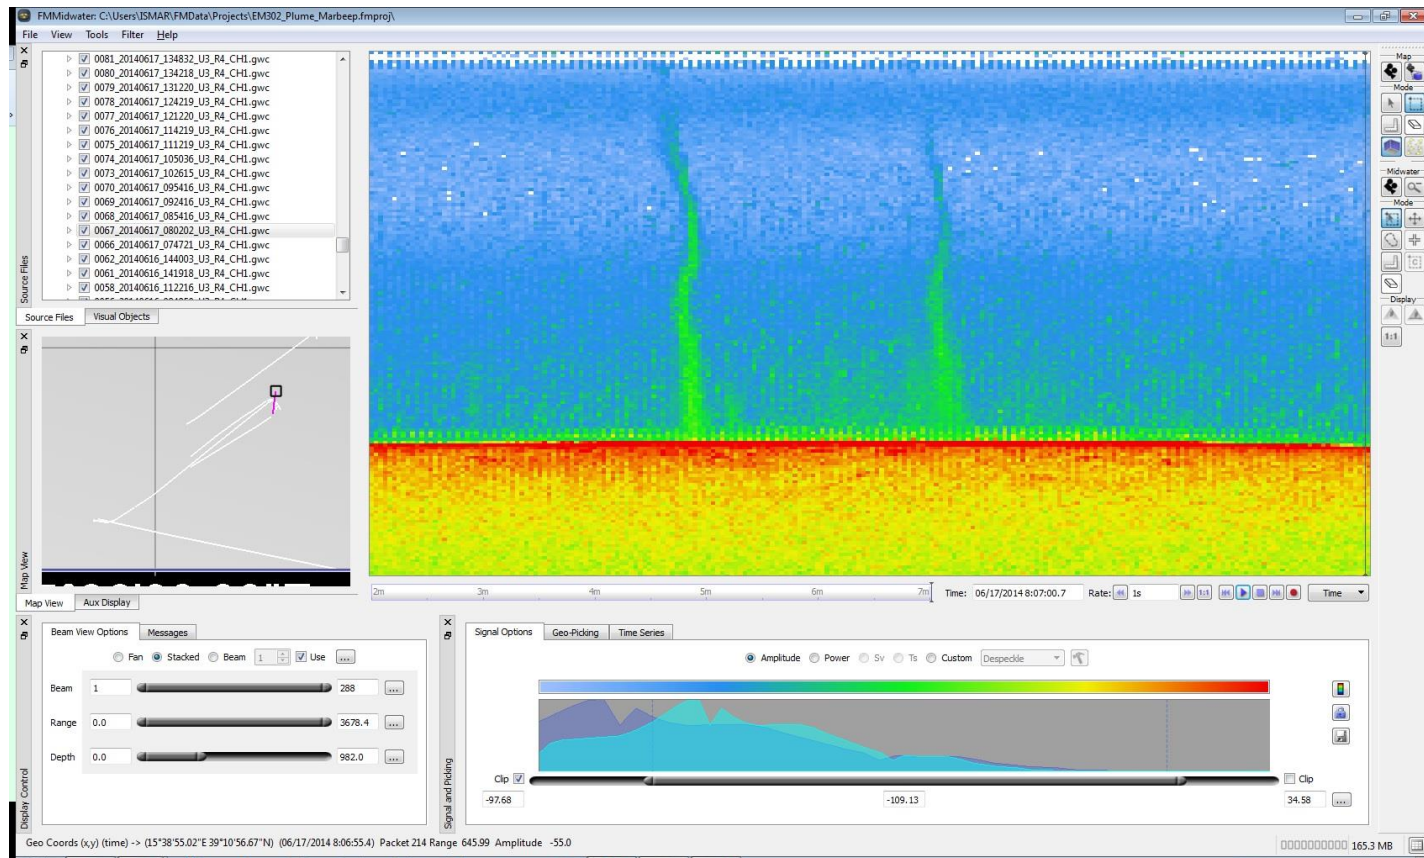 FMMidwater: C:\Users\ISMAR\FMData\Projects\EM302_Plume_Marbeep.fmproj\
File View Tools Filter Help
0081_20140617_134832_U3_R4_CH1.gwc
0080_20140617_134218_U3_R4_CH1.gwc
0079_20140617_131220_U3_R4_CH1.gwc
0078_20140617_124219_U3_R4_CH1.gwc
0077_20140617_121220_U3_R4_CH1.gwc
0076_20140617_114219_U3_R4_CH1.gwc
0075_20140617_111219_U3_R4_CH1.gwc
0074_20140617_105036_U3_R4_CH1.gwc
0073_20140617_102615_U3_R4_CH1.gwc
0070_20140617_095416_U3_R4_CH1.gwc
0069_20140617_092416_U3_R4_CH1.gwc
0068_20140617_085416_U3_R4_CH1.gwc
0067_20140617_080202_U3_R4_CH1.gwc
0066_20140617_074721_U3_R4_CH1.gwc
0062_20140616_144003_U3_R4_CH1.gwc
0061_20140616_141918_U3_R4_CH1.gwc
0058_20140616_112216_U3_R4_CH1.gwc
Source Files
Source Files Visual Objects
Map View
Map View Aux Display
Map
Mode
Midwater
Mode
Display
1:1
2m 3m 4m 5m 6m 7m Time: 06/17/2014 8:07:00.7 Rate: 1s 1:1 Time
Display Control
Beam View Options Messages
Fan Stacked Beam 1 Use ...
Beam 1 288 ...
Range 0.0 3678.4 ...
Depth 0.0 982.0 ...
Signal and Picking
Signal Options Geo-Picking Time Series
Amplitude Power Sv Ts Custom Despeckle
Clip Clip
-97.68 -109.13 34.58 ...
Geo Coords (x,y) (time) -> (15°38'55.02"E 39°10'56.67"N) (06/17/2014 8:06:55.4) Packet 214 Range 645.99 Amplitude -55.0 165.3 MB